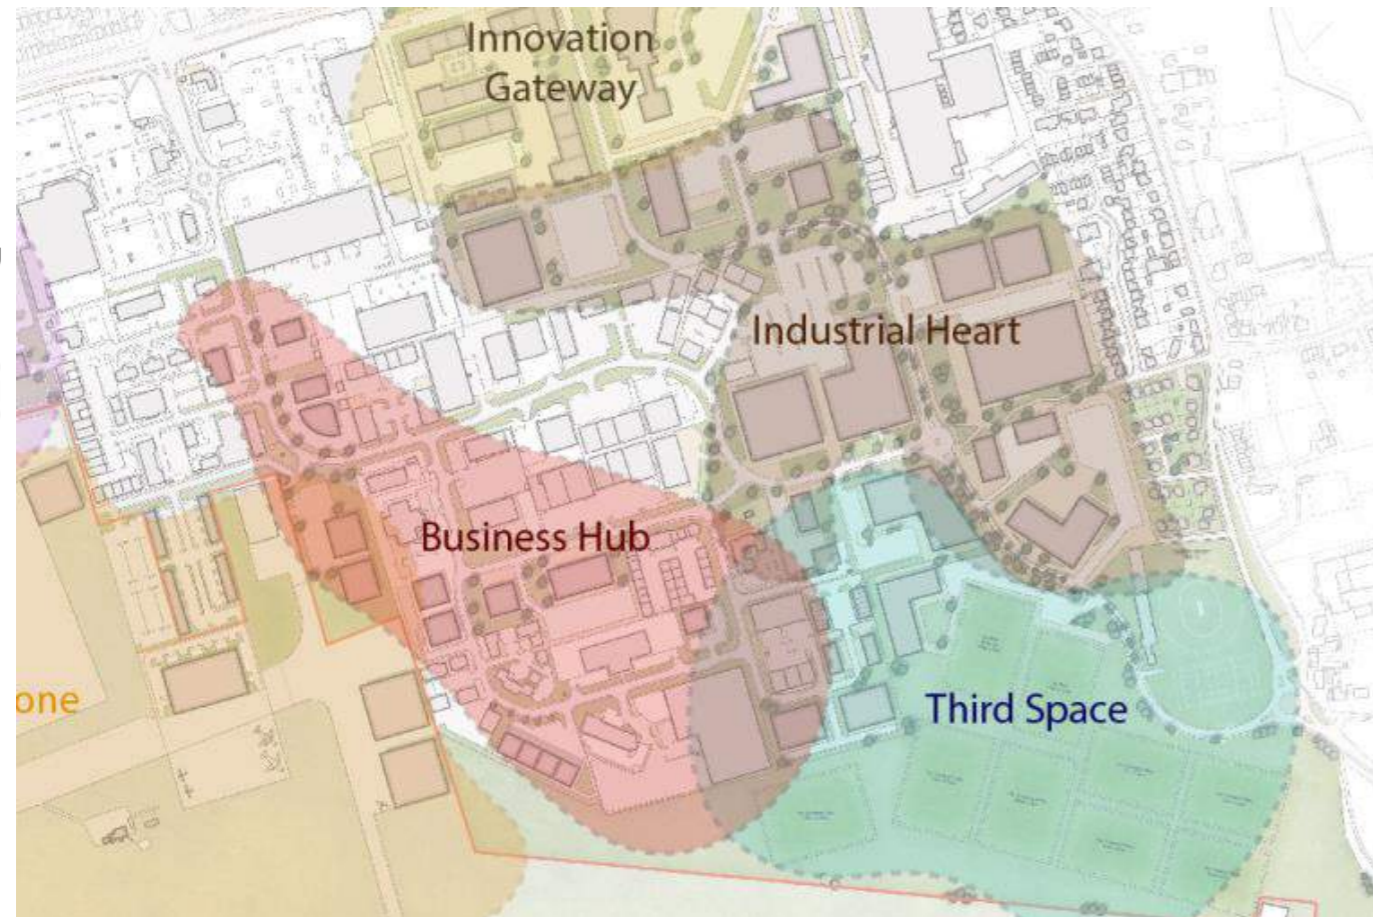 Innovation
Gateway
Industrial Heart
Business Hub
one
Third Space